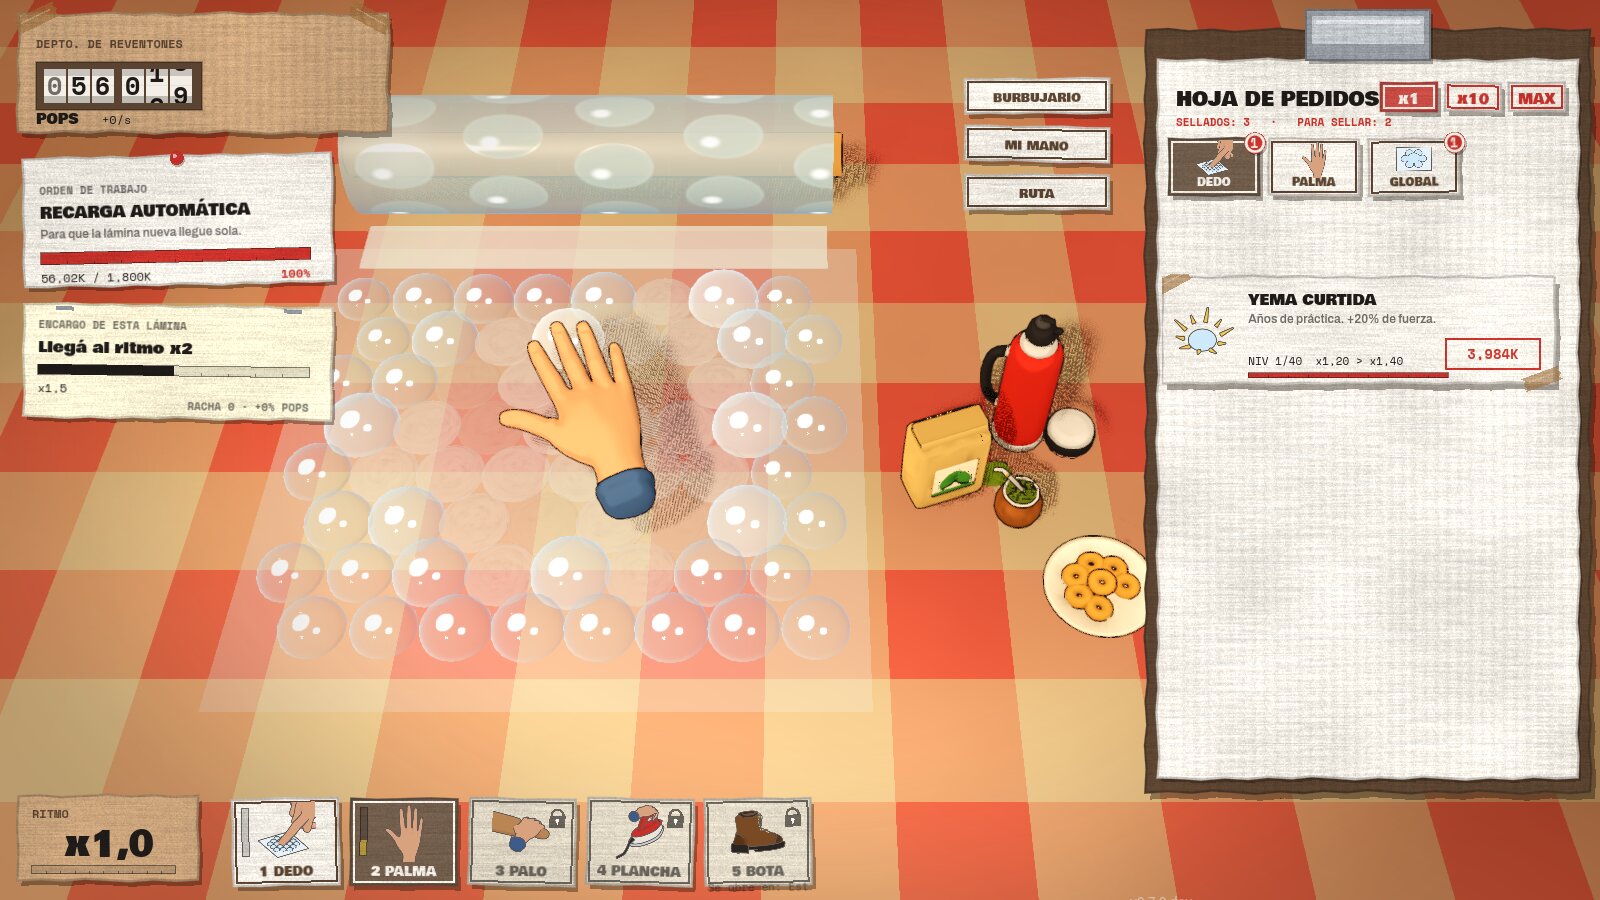 DEPTO. DE REVENTONES
POPS +0/s
ORDEN DE TRABAJO
RECARGA AUTOMÁTICA
Para que la lámina nueva llegue sola.
56,02K / 1,800K 100%
ENCARGO DE ESTA LÁMINA
Llegá al ritmo x2
x1,5
RACHA 0 · +0% POPS
BURBUJARIO
MI MANO
RUTA
HOJA DE PEDIDOS
x1
x10
MAX
SELLADOS: 3 · PARA SELLAR: 2
DEDO 1
PALMA
GLOBAL 1
YEMA CURTIDA
Años de práctica. +20% de fuerza.
NIV 1/40 x1,20 > x1,40
3,984K
RITMO
x1,0
1 DEDO
2 PALMA
3 PALO
4 PLANCHA
5 BOTA
Se abre en: Est.